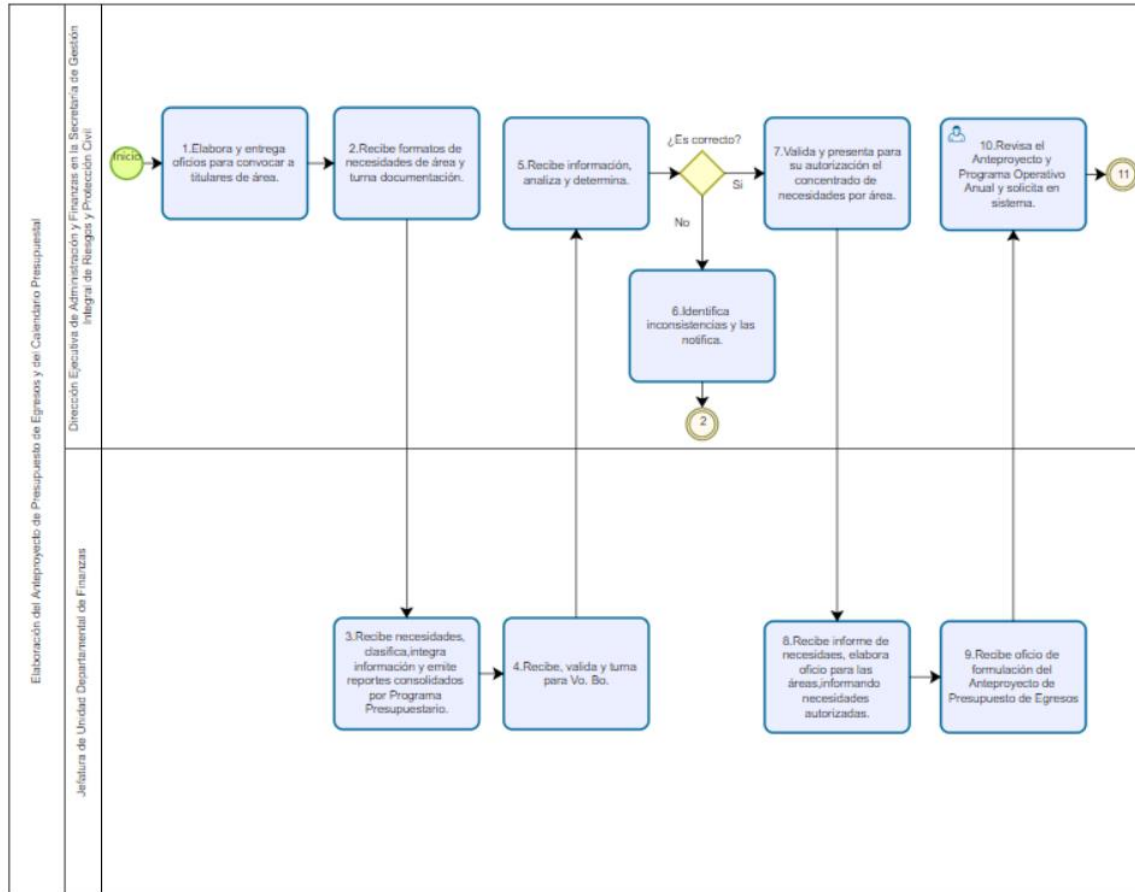 Elaboración del Anteproyecto de Presupuesto de Egresos y del Calendario Presupuestal
Dirección Ejecutiva de Administración y Finanzas en la Secretaría de Gestión
Integral de Riesgos y Protección Civil
Inicio
1.Elabora y entrega
oficios para convocar a
titulares de área.
2.Recibe formatos de
necesidades de área y
turna documentación.
5.Recibe información,
analiza y determina.
¿Es correcto?
Si
No
6.Identifica
inconsistencias y las
notifica.
2
7.Valida y presenta para
su autorización el
concentrado de
necesidades por área.
10.Revisa el
Anteproyecto y
Programa Operativo
Anual y solicita en
sistema.
11
Jefatura de Unidad Departamental de Finanzas
3.Recibe necesidades,
clasifica,integra
información y emite
reportes consolidados
por Programa
Presupuestario.
4.Recibe, valida y turna
para Vo. Bo.
8.Recibe informe de
necesidaes, elabora
oficio para las
áreas,informando
necesidades
autorizadas.
9.Recibe oficio de
formulación del
Anteproyecto de
Presupuesto de Egresos